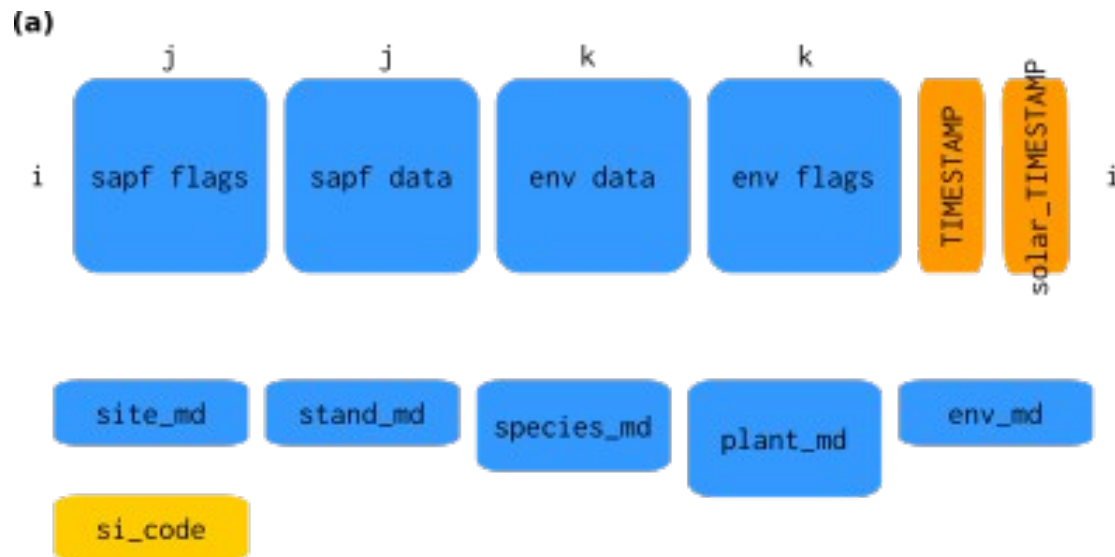 (a)
j j k k
i sapf flags sapf data env data env flags TIMESTAMP solar_TIMESTAMP i
site_md stand_md species_md plant_md env_md
si_code